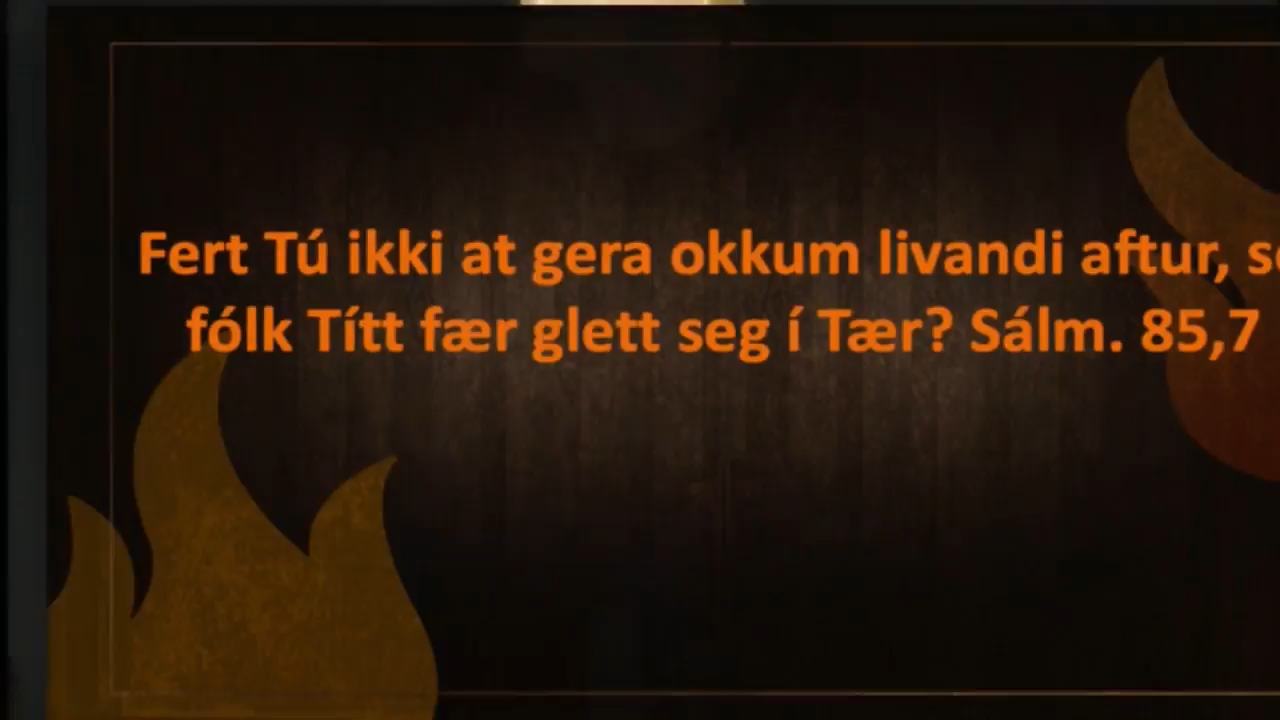 Fert Tú ikki at gera okkum livandi aftur,
fólk Títt fær glett seg í Tær? Sálm. 85,7